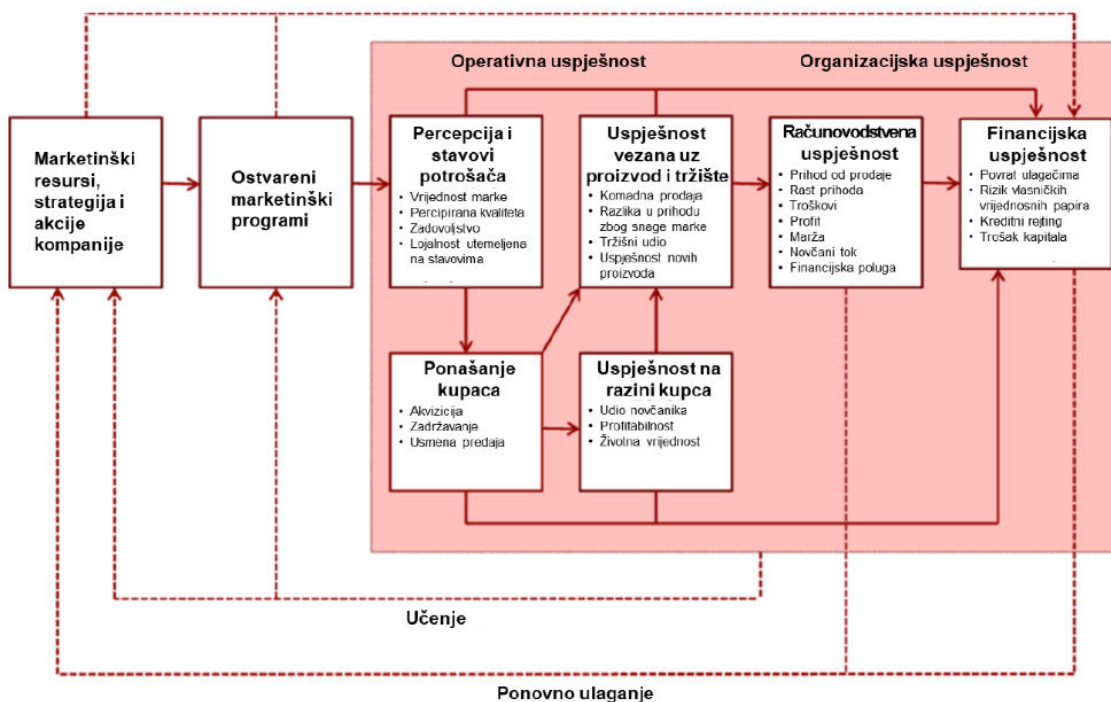 Operativna uspješnost
Organizacijska uspješnost
Marketinški
resursi,
strategija i
akcije
kompanije
Ostvareni
marketinški
programi
Percepcija i
stavovi
potrošača
• Vrijednost marke
• Percipirana kvaliteta
• Zadovoljstvo
• Lojalnost utemeljena
na stavovima
Uspješnost
vezana uz
proizvod i tržište
• Komadna prodaja
• Razlika u prihodu
zbog snage marke
• Tržišni udio
• Uspješnost novih
proizvoda
Računovodstvena
uspješnost
• Prihod od prodaje
• Rast prihoda
• Troškovi
• Profit
• Marža
• Novčani tok
• Financijska poluga
Financijska
uspješnost
• Povrat ulagačima
• Rizik vlasničkih
vrijednosnih papira
• Kreditni rejting
• Trošak kapitala
Ponašanje
kupaca
• Akvizicija
• Zadržavanje
• Usmena predaja
Uspješnost na
razini kupca
• Udio novčanika
• Profitabilnost
• Životna vrijednost
Učenje
Ponovno ulaganje